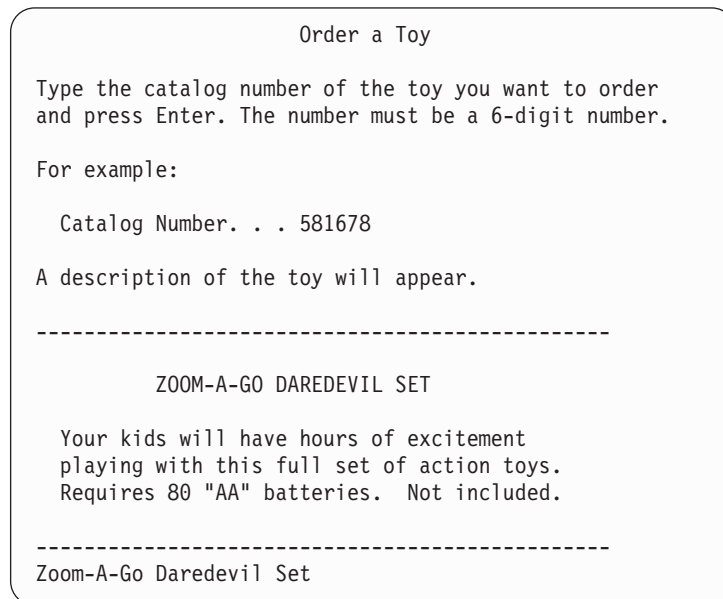 Order a Toy
Type the catalog number of the toy you want to order
and press Enter. The number must be a 6-digit number.
For example:
Catalog Number. . . 581678
A description of the toy will appear.
------------------------------------------------
ZOOM-A-GO DAREDEVIL SET
Your kids will have hours of excitement
playing with this full set of action toys.
Requires 80 "AA" batteries.  Not included.
------------------------------------------------
Zoom-A-Go Daredevil Set